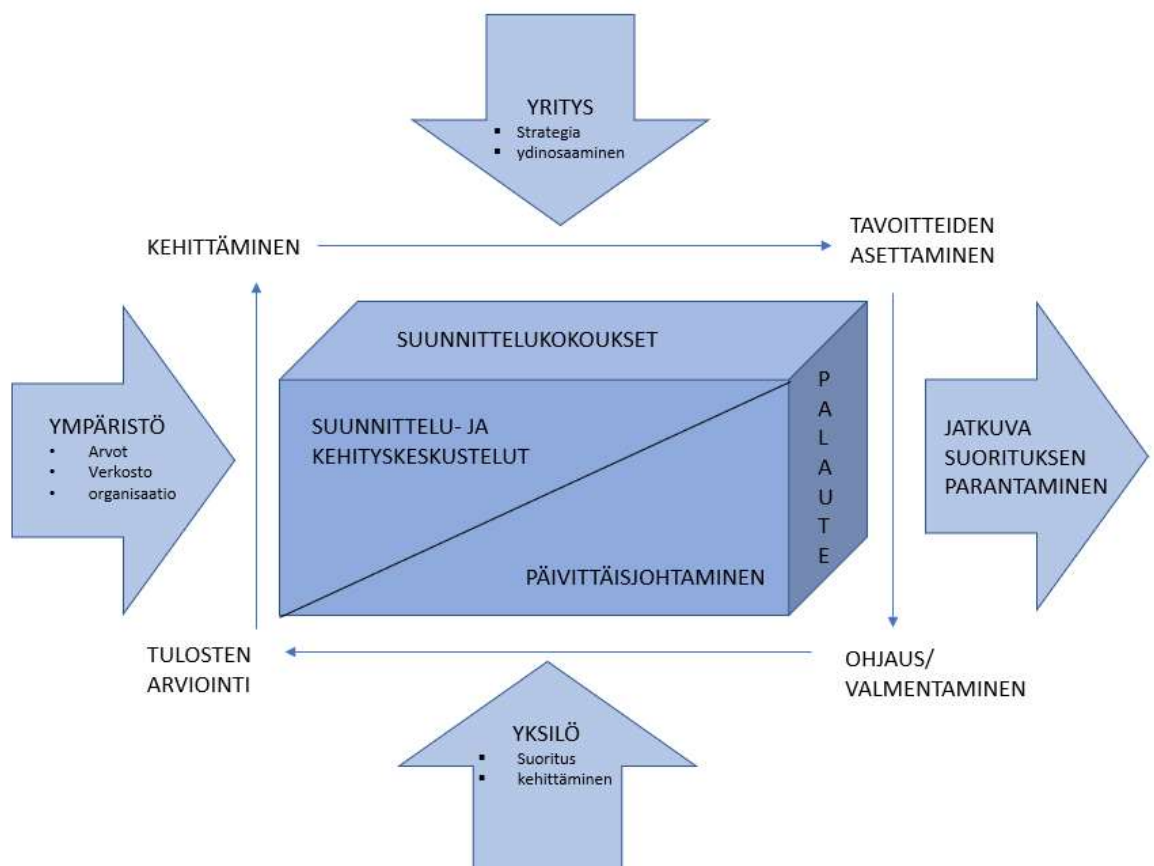 YRITYS
▪ Strategia
▪ ydinosaaminen
KEHITTÄMINEN
TAVOITTEIDEN
ASETTAMINEN
SUUNNITTELUKOKOUKSET
YMPÄRISTÖ
• Arvot
• Verkosto
• organisaatio
SUUNNITTELU- JA
KEHITYSKESKUSTELUT
PÄIVITTÄISJOHTAMINEN
P
A
L
A
U
T
E
JATKUVA
SUORITUKSEN
PARANTAMINEN
TULOSTEN
ARVIOINTI
OHJAUS/
VALMENTAMINEN
YKSILÖ
▪ Suoritus
▪ kehittäminen